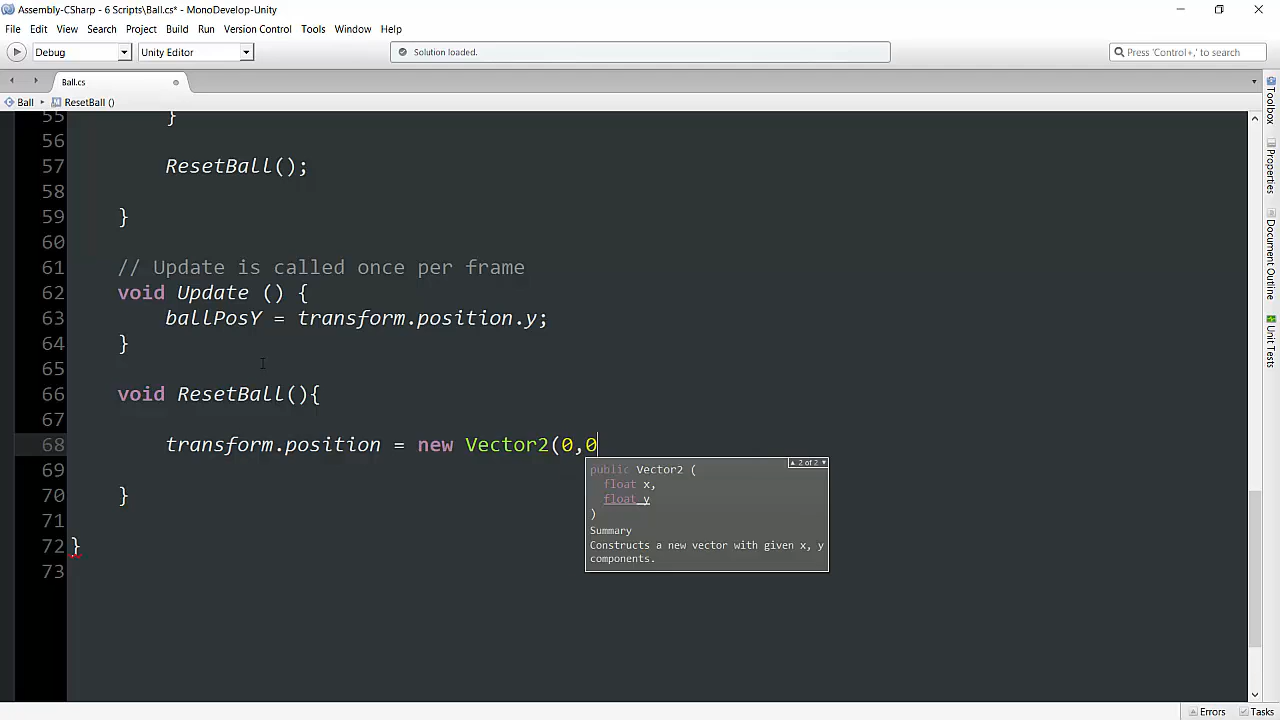 Assembly-CSharp - 6 Scripts\Ball.cs* - MonoDevelop-Unity
File Edit View Search Project Build Run Version Control Tools Window Help
Debug Unity Editor Solution loaded. Press 'Control+,' to search
Ball.cs
Ball ResetBall ()
55 }
56
57 ResetBall();
58
59 }
60
61 // Update is called once per frame
62 void Update () {
63 ballPosY = transform.position.y;
64 }
65
66 void ResetBall(){
67
68 transform.position = new Vector2(0,0
69
70 }
71
72 }
73
2 of 2
public Vector2 (
float x,
float y
)
Summary
Constructs a new vector with given x, y
components.
Toolbox
Properties
Document Outline
Unit Tests
Errors Tasks